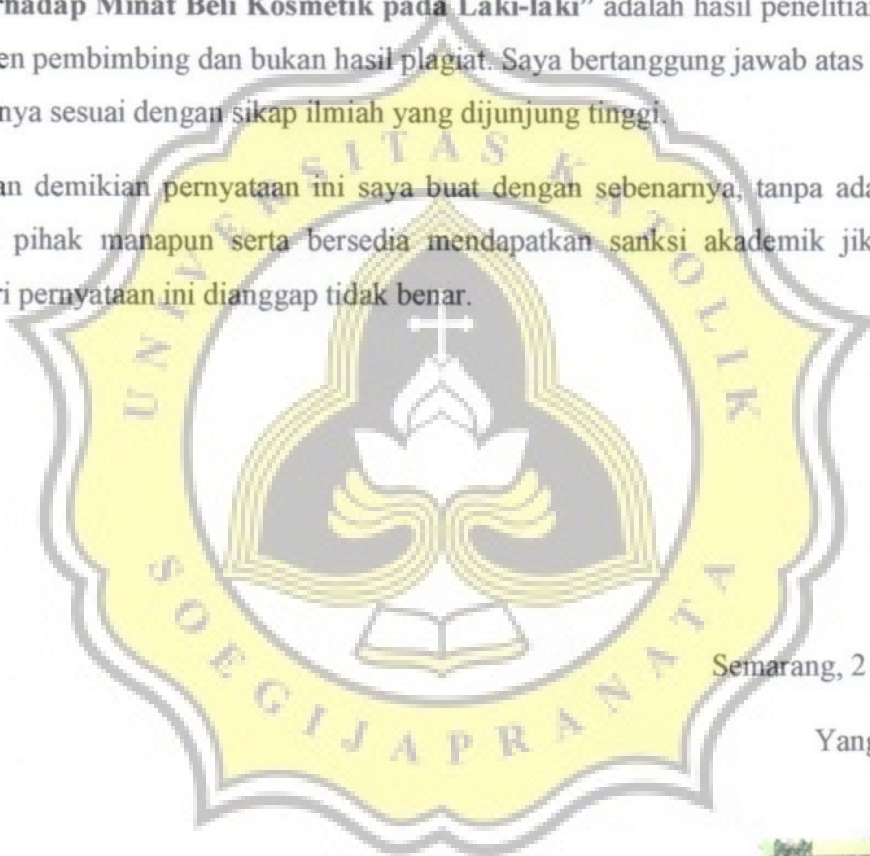 rhadap Minat Beli Kosmetik pada Laki-laki” adalah hasil penelitian
en pembimbing dan bukan hasil plagiat. Saya bertanggung jawab atas
nya sesuai dengan sikap ilmiah yang dijunjung tinggi.
an demikian pernyataan ini saya buat dengan sebenarnya, tanpa ada
pihak manapun serta bersedia mendapatkan sanksi akademik jik
ri pernyataan ini dianggap tidak benar.
UNIVERSITAS KATOLIK
SOEGIJAPRANATA
Semarang, 2
Yang